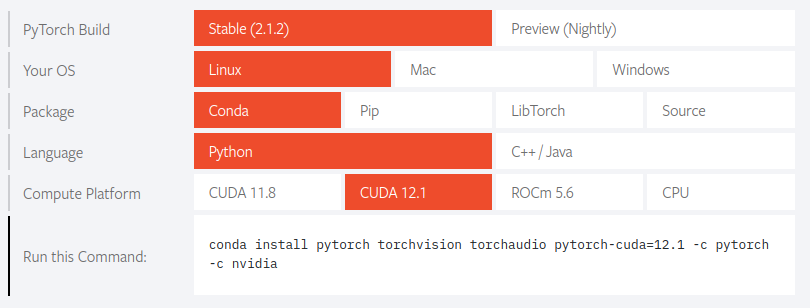 PyTorch Build Stable (2.1.2) Preview (Nightly)
Your OS Linux Mac Windows
Package Conda Pip LibTorch Source
Language Python C++ / Java
Compute Platform CUDA 11.8 CUDA 12.1 ROCm 5.6 CPU
Run this Command: conda install pytorch torchvision torchaudio pytorch-cuda=12.1 -c pytorch
-c nvidia